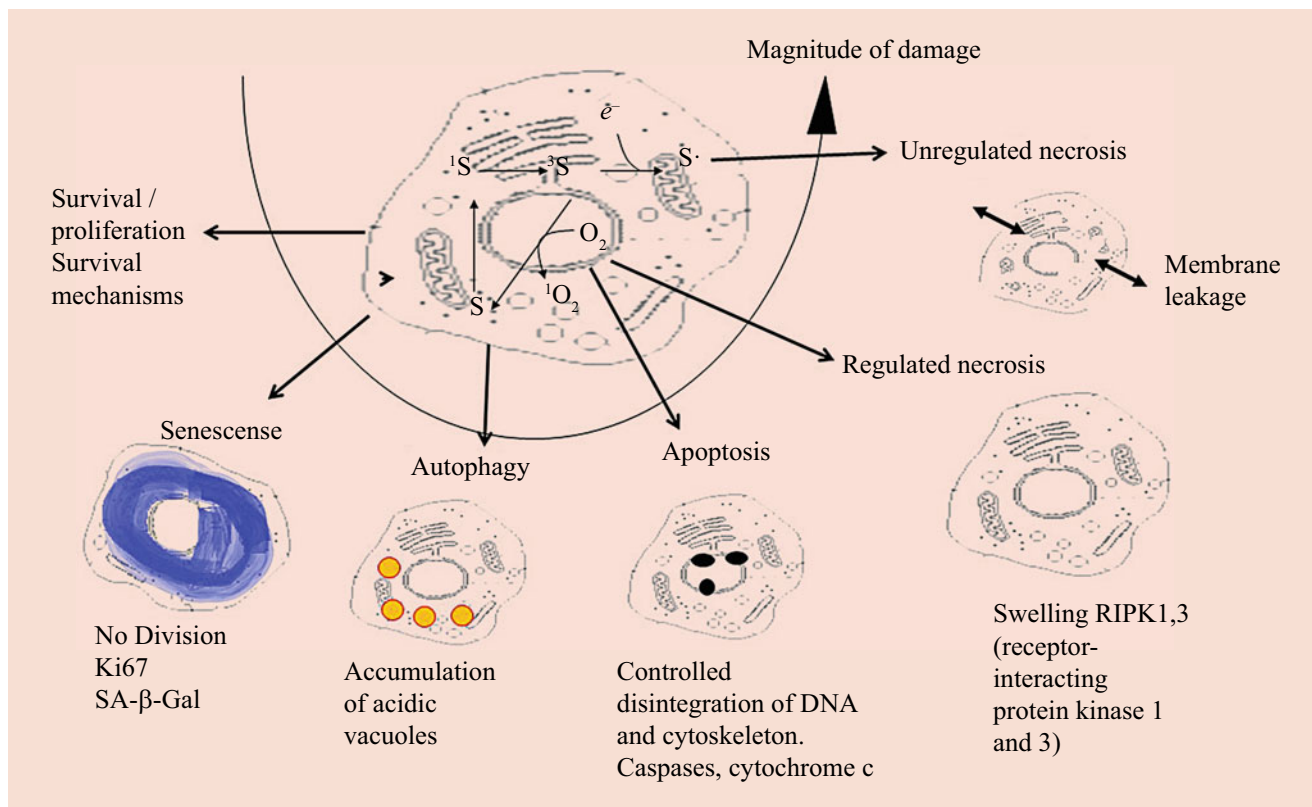 Magnitude of damage
e⁻
¹S
³S
S·
Unregulated necrosis
Survival /
proliferation
Survival
mechanisms
O₂
¹O₂
S
Membrane
leakage
Regulated necrosis
Senescense
Autophagy
Apoptosis
No Division
Ki67
SA-β-Gal
Accumulation
of acidic
vacuoles
Controlled
disintegration of DNA
and cytoskeleton.
Caspases, cytochrome c
Swelling RIPK1,3
(receptor-
interacting
protein kinase 1
and 3)